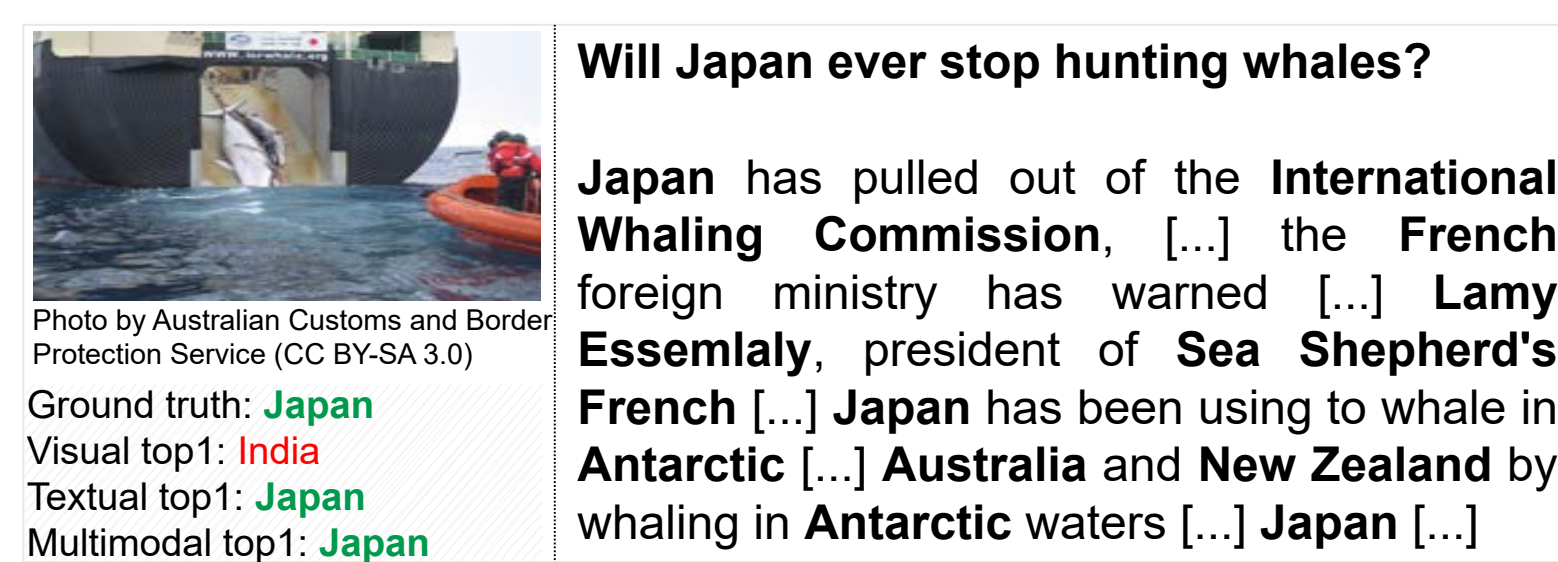 Photo by Australian Customs and Border
Protection Service (CC BY-SA 3.0)
Ground truth: Japan
Visual top1: India
Textual top1: Japan
Multimodal top1: Japan
Will Japan ever stop hunting whales?
Japan has pulled out of the International
Whaling Commission, [...] the French
foreign ministry has warned [...] Lamy
Essemlaly, president of Sea Shepherd's
French [...] Japan has been using to whale in
Antarctic [...] Australia and New Zealand by
whaling in Antarctic waters [...] Japan [...]